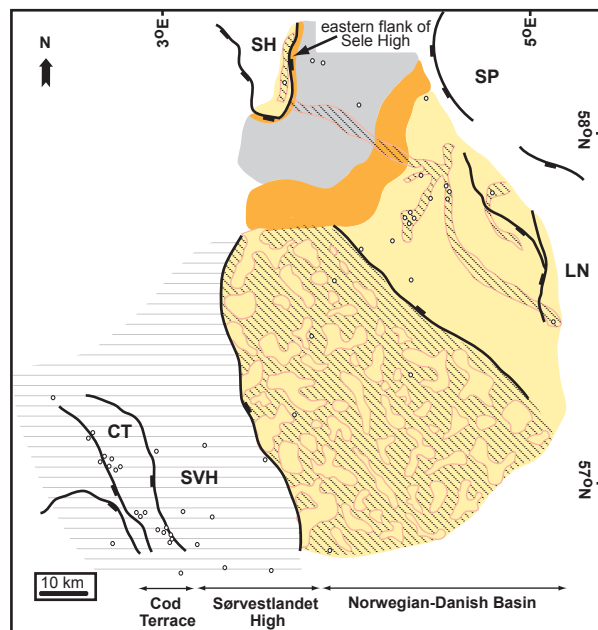 N
3°E
5°E
SH
eastern flank of
Sele High
SP
58°N
LN
CT
SVH
57°N
10 km
Cod
Terrace
Sørvestlandet
High
Norwegian-Danish Basin